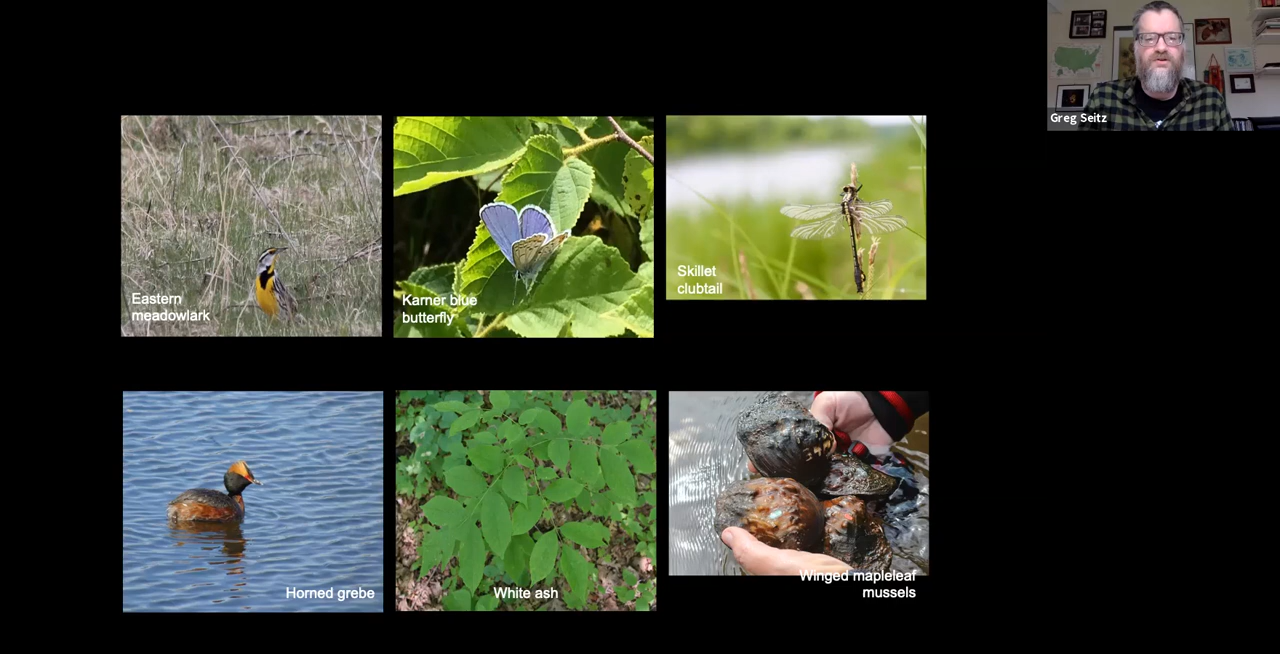 Greg Seitz
Eastern
meadowlark
Karner blue
butterfly
Skillet
clubtail
Horned grebe
White ash
Winged mapleleaf
mussels